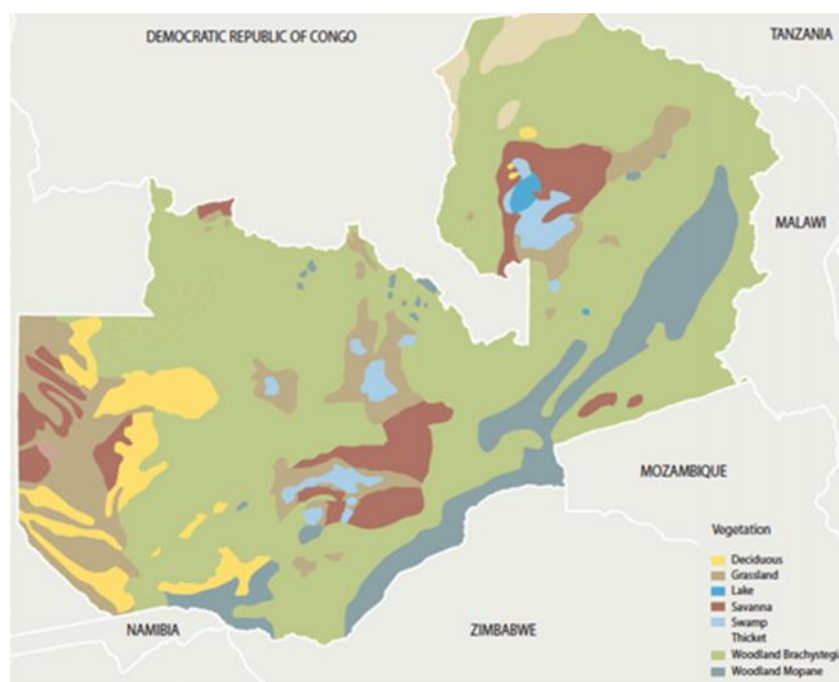 DEMOCRATIC REPUBLIC OF CONGO
TANZANIA
MALAWI
MOZAMBIQUE
ZIMBABWE
NAMIBIA
Vegetation
Deciduous
Grassland
Lake
Savanna
Swamp
Thicket
Woodland Brachystegi
Woodland Mopane